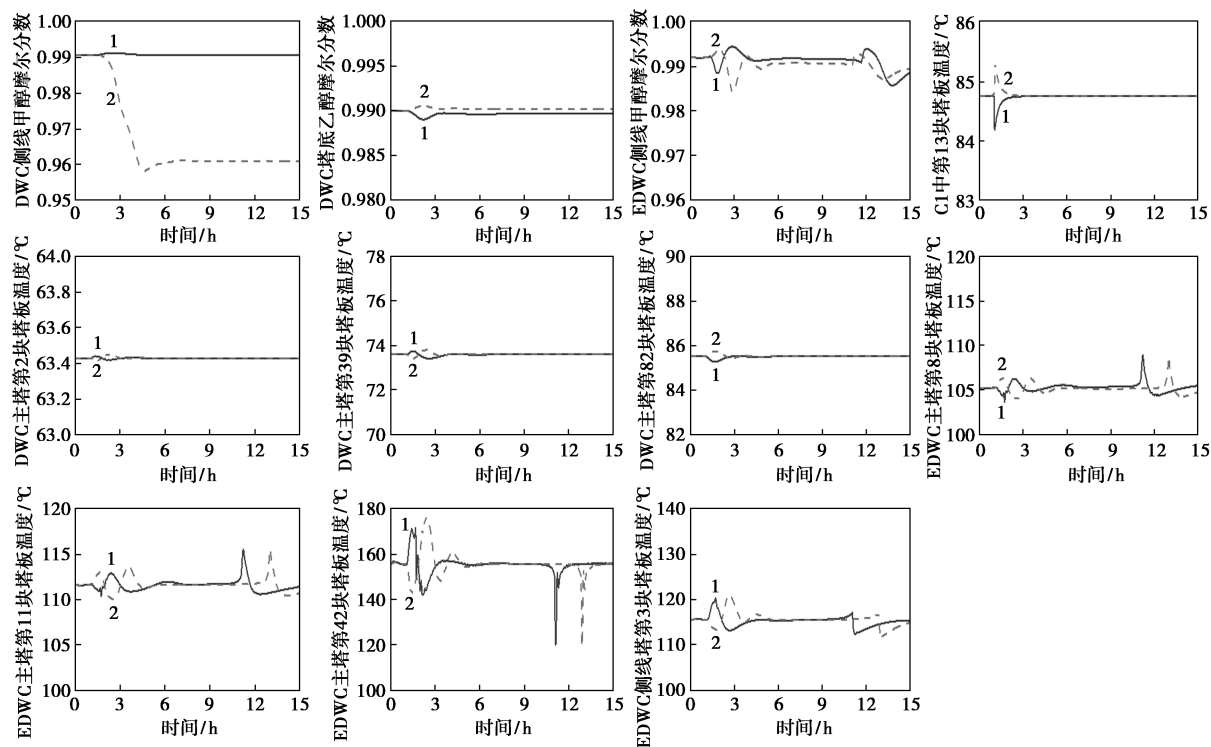 DWC侧线甲醇摩尔分数
1.00
0.99
0.98
0.97
0.96
0.95
1
2
0 3 6 9 12 15
时间/h
DWC塔底乙醇摩尔分数
1.000
0.995
0.990
0.985
0.980
2
1
0 3 6 9 12 15
时间/h
EDWC侧线甲醇摩尔分数
1.00
0.99
0.98
0.97
0.96
2
1
0 3 6 9 12 15
时间/h
C1中第13块塔板温度/℃
86
85
84
83
2
1
0 3 6 9 12 15
时间/h
DWC主塔第2块塔板温度/℃
64.0
63.8
63.6
63.4
63.2
63.0
1
2
0 3 6 9 12 15
时间/h
DWC主塔第39块塔板温度/℃
78
76
74
72
70
1
2
0 3 6 9 12 15
时间/h
DWC主塔第82块塔板温度/℃
90
88
86
84
82
2
1
0 3 6 9 12 15
时间/h
EDWC主塔第8块塔板温度/℃
120
115
110
105
100
2
1
0 3 6 9 12 15
时间/h
EDWC主塔第11块塔板温度/℃
120
115
110
105
100
1
2
0 3 6 9 12 15
时间/h
EDWC主塔第42块塔板温度/℃
180
160
140
120
100
1
2
0 3 6 9 12 15
时间/h
EDWC侧线塔第3块塔板温度/℃
140
130
120
110
100
1
2
0 3 6 9 12 15
时间/h